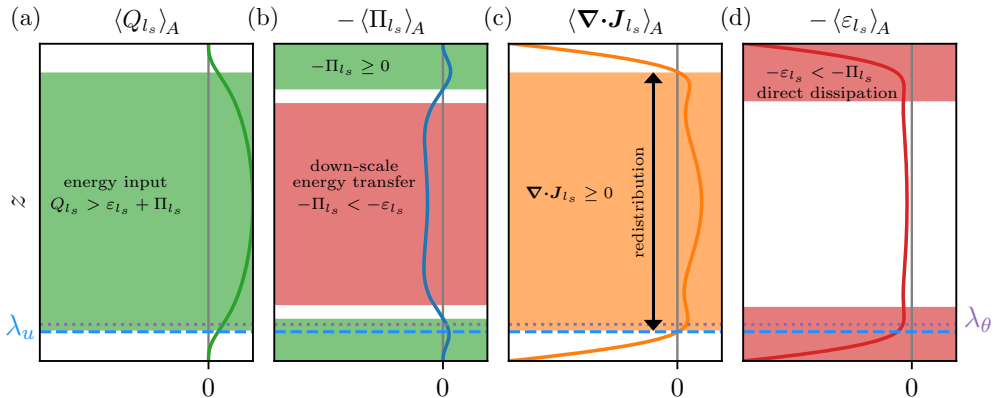 (a) ⟨Q_{l_s}⟩_A
(b) −⟨Π_{l_s}⟩_A
(c) ⟨∇·J_{l_s}⟩_A
(d) −⟨ε_{l_s}⟩_A
z
λ_u
energy input
Q_{l_s} > ε_{l_s} + Π_{l_s}
0
−Π_{l_s} ≥ 0
down-scale
energy transfer
−Π_{l_s} < −ε_{l_s}
0
∇·J_{l_s} ≥ 0
redistribution
0
−ε_{l_s} < −Π_{l_s}
direct dissipation
0
λ_θ